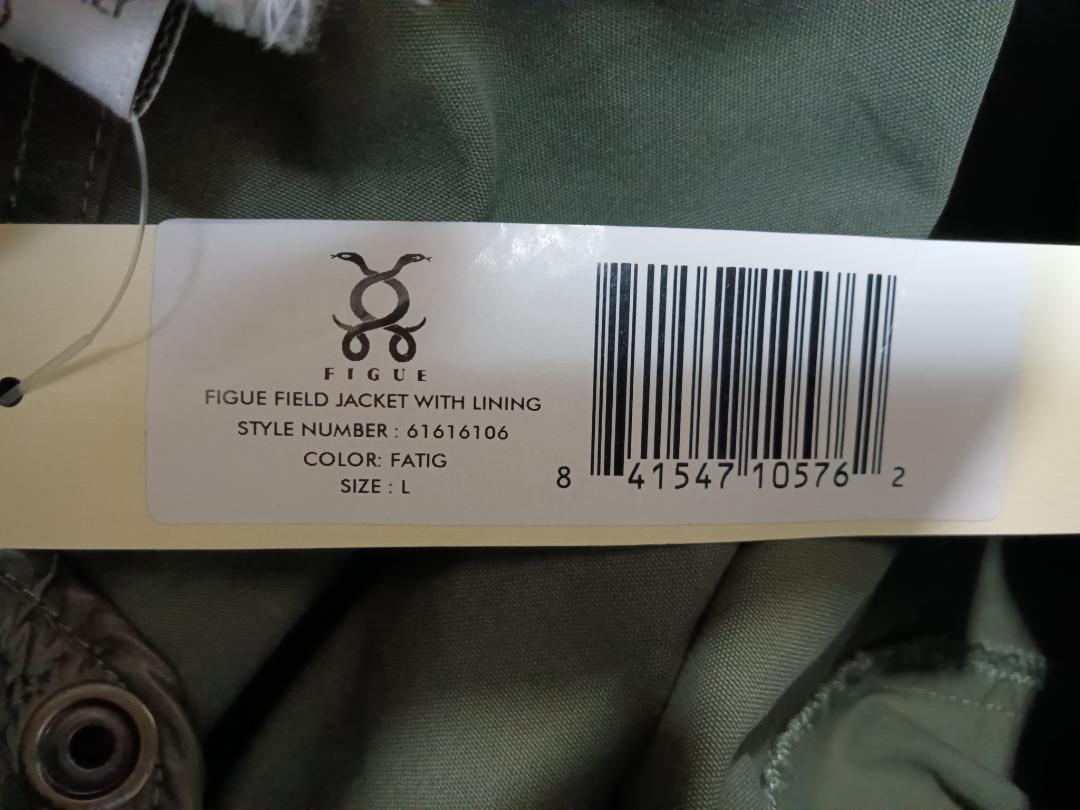 FIGUE
FIGUE FIELD JACKET WITH LINING
STYLE NUMBER : 61616106
COLOR: FATIG
SIZE : L
8 41547 10576 2